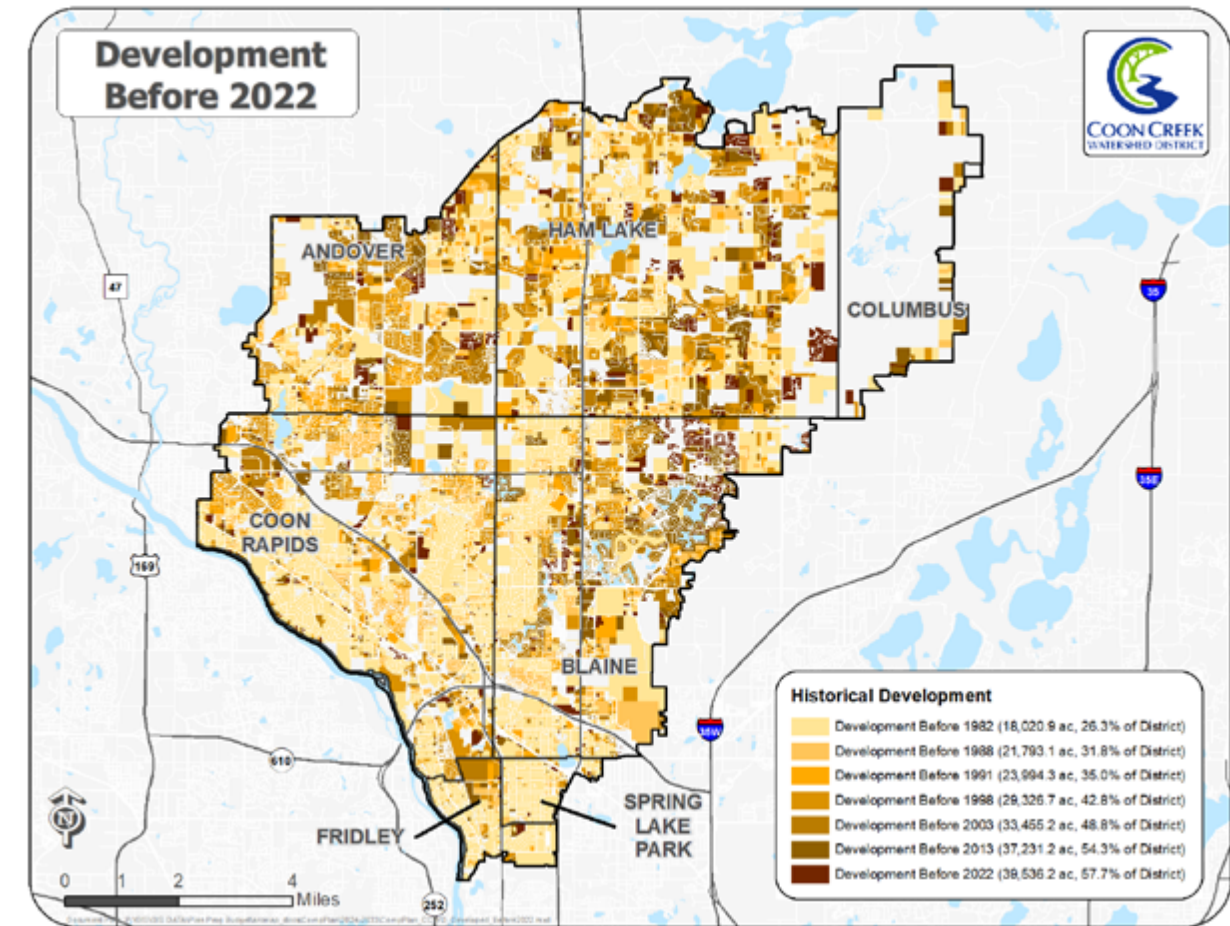 Development
Before 2022
COON CREEK
WATERSHED DISTRICT
HAM LAKE
ANDOVER
47
35
COLUMBUS
35E
COON
RAPIDS
169
BLAINE
Historical Development
Development Before 1982 (18,020.9 ac, 26.3% of District)
Development Before 1988 (21,793.1 ac, 31.8% of District)
Development Before 1991 (23,994.3 ac, 35.0% of District)
Development Before 1998 (29,326.7 ac, 42.8% of District)
Development Before 2003 (33,455.2 ac, 48.8% of District)
Development Before 2013 (37,231.2 ac, 54.3% of District)
Development Before 2022 (39,536.2 ac, 57.7% of District)
35W
610
N
FRIDLEY
SPRING
LAKE
PARK
0 1 2 4
Miles
252